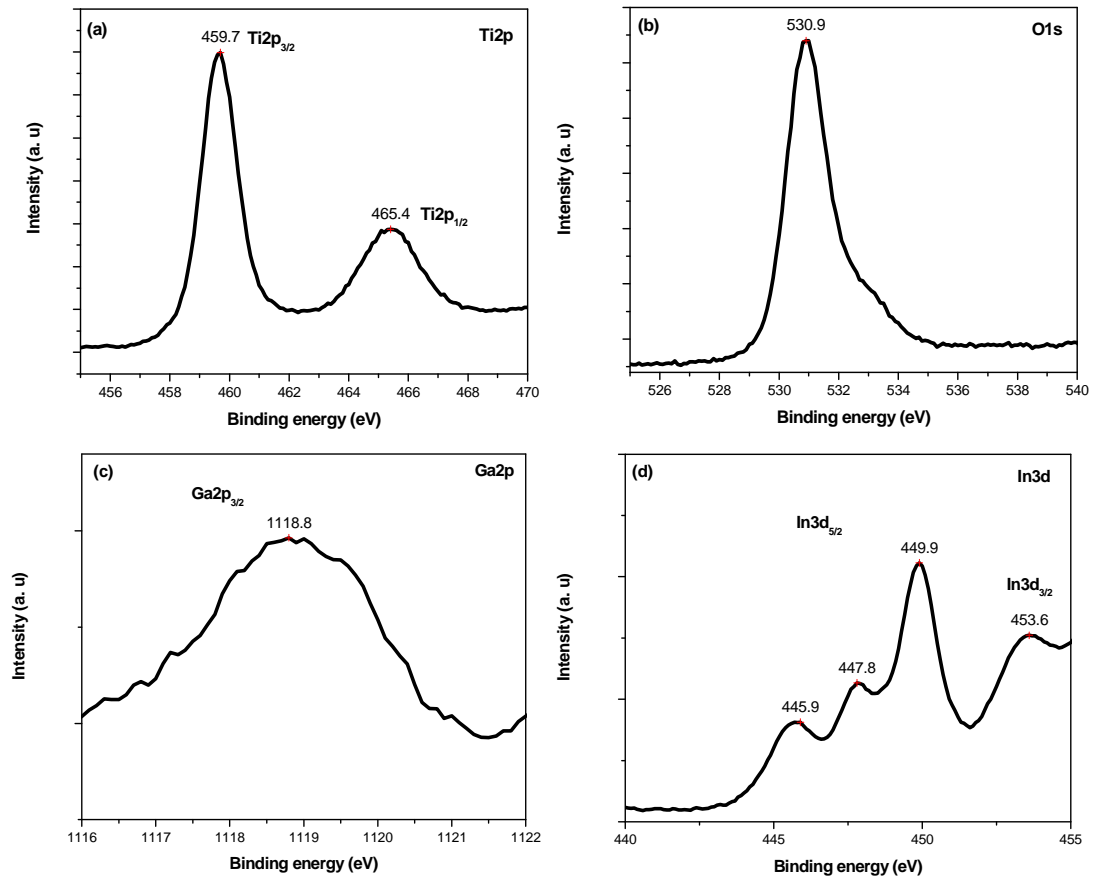 (a)
459.7 Ti2p3/2
Ti2p
465.4 Ti2p1/2
Intensity (a. u)
456 458 460 462 464 466 468 470
Binding energy (eV)
(b)
530.9
O1s
Intensity (a. u)
526 528 530 532 534 536 538 540
Binding energy (eV)
(c)
Ga2p
Ga2p3/2
1118.8
Intensity (a. u)
1116 1117 1118 1119 1120 1121 1122
Binding energy (eV)
(d)
In3d
In3d5/2
449.9
In3d3/2
453.6
447.8
445.9
Intensity (a. u)
440 445 450 455
Binding energy (eV)